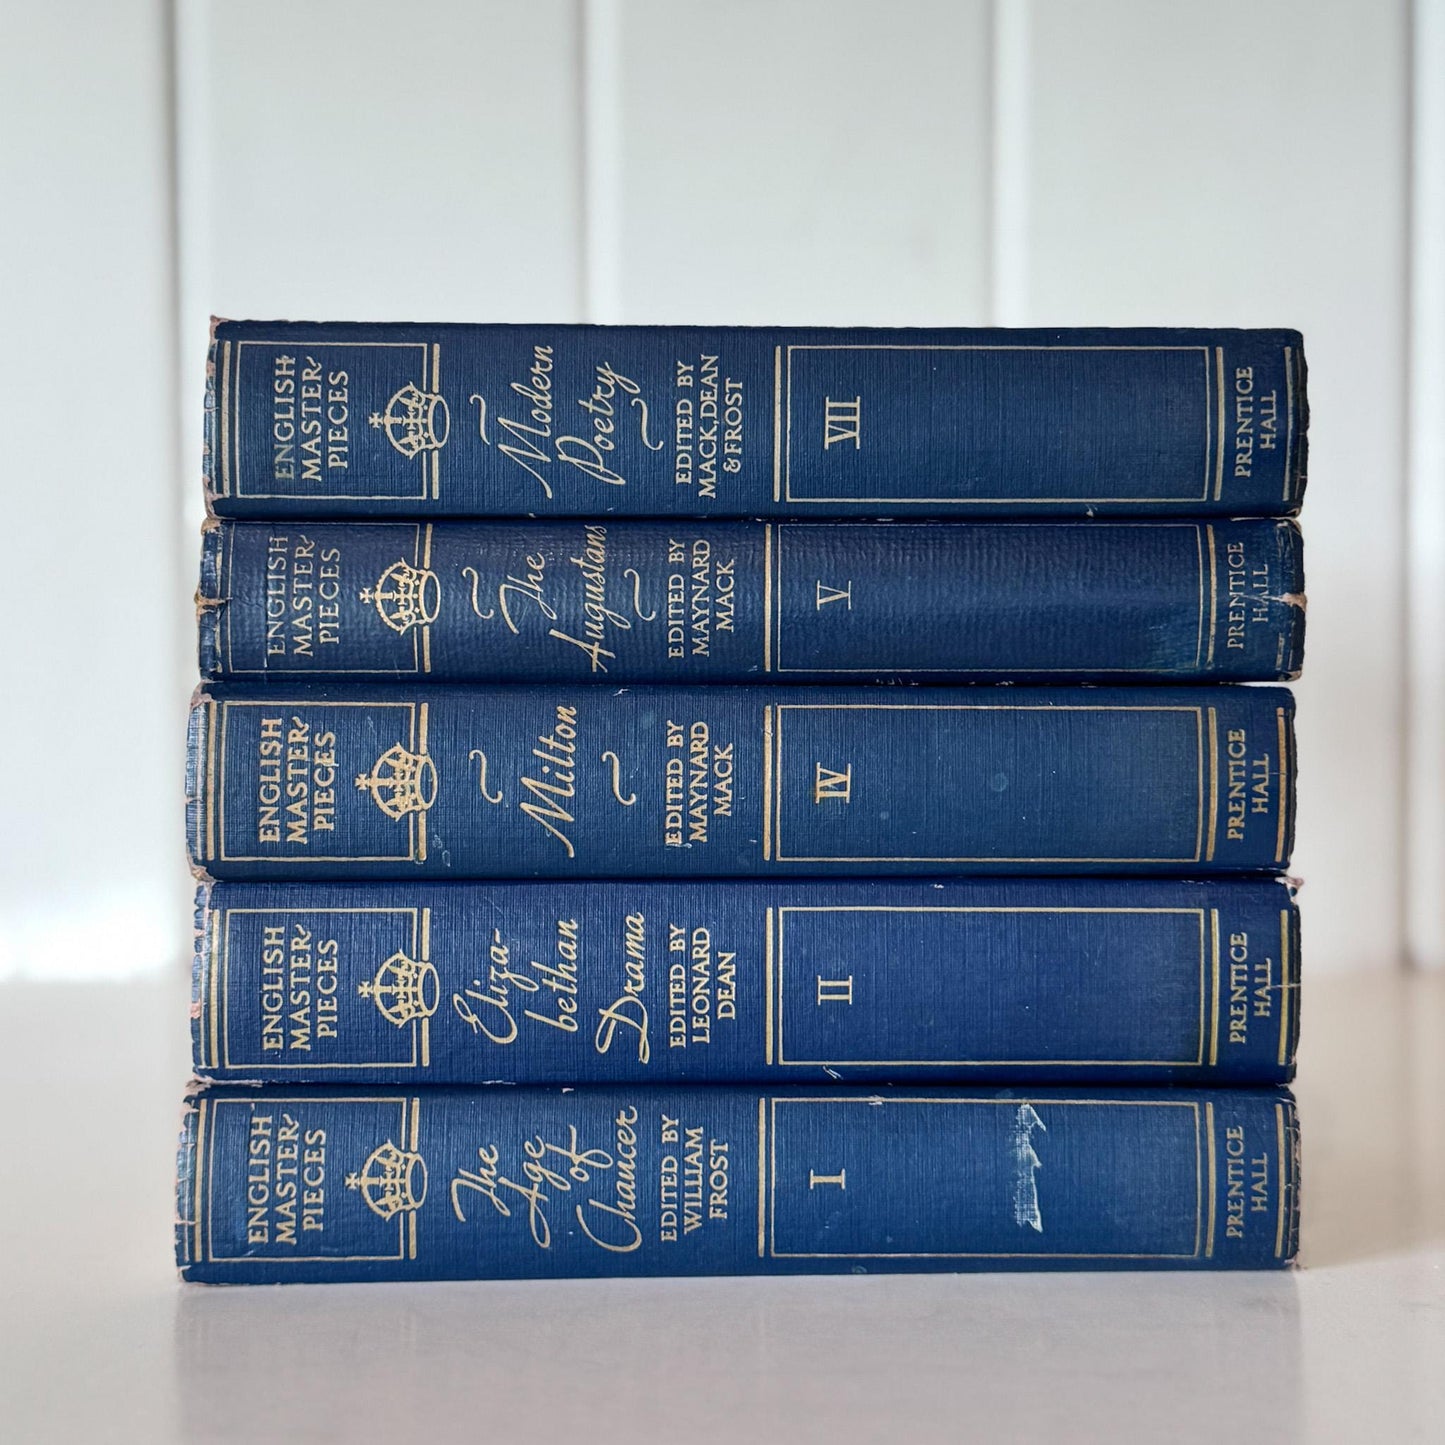 ENGLISH
MASTER-
PIECES
Modern
Poetry
EDITED BY
MACK, DEAN
& FROST
VII
PRENTICE
HALL
ENGLISH
MASTER-
PIECES
The
Augustans
EDITED BY
MAYNARD
MACK
V
PRENTICE
HALL
ENGLISH
MASTER-
PIECES
Milton
EDITED BY
MAYNARD
MACK
IV
PRENTICE
HALL
ENGLISH
MASTER-
PIECES
Eliza-
bethan
Drama
EDITED BY
LEONARD
DEAN
II
PRENTICE
HALL
ENGLISH
MASTER-
PIECES
The
Age
of
Chaucer
EDITED BY
WILLIAM
FROST
I
PRENTICE
HALL